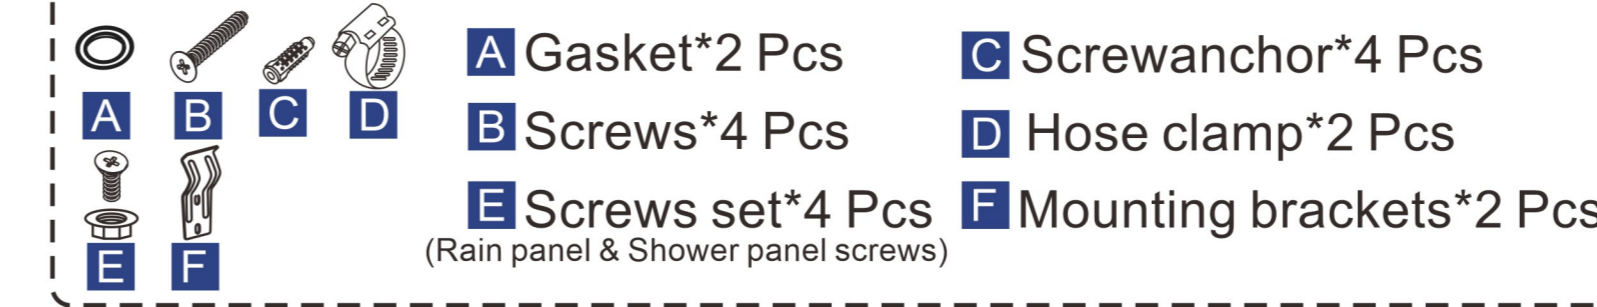 A B C D
E F
A Gasket*2 Pcs
B Screws*4 Pcs
E Screws set*4 Pcs
(Rain panel & Shower panel screws)
C Screwanchor*4 Pcs
D Hose clamp*2 Pcs
F Mounting brackets*2 Pcs